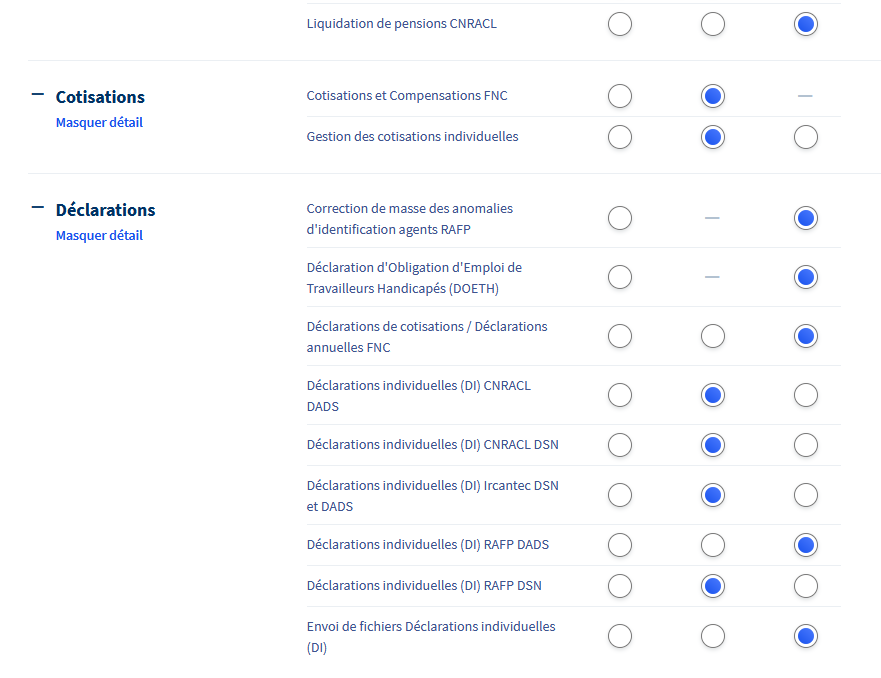 Liquidation de pensions CNRACL
Cotisations
Masquer détail
Cotisations et Compensations FNC
Gestion des cotisations individuelles
Déclarations
Masquer détail
Correction de masse des anomalies
d'identification agents RAFP
Déclaration d'Obligation d'Emploi de
Travailleurs Handicapés (DOETH)
Déclarations de cotisations / Déclarations
annuelles FNC
Déclarations individuelles (DI) CNRACL
DADS
Déclarations individuelles (DI) CNRACL DSN
Déclarations individuelles (DI) Ircantec DSN
et DADS
Déclarations individuelles (DI) RAFP DADS
Déclarations individuelles (DI) RAFP DSN
Envoi de fichiers Déclarations individuelles
(DI)